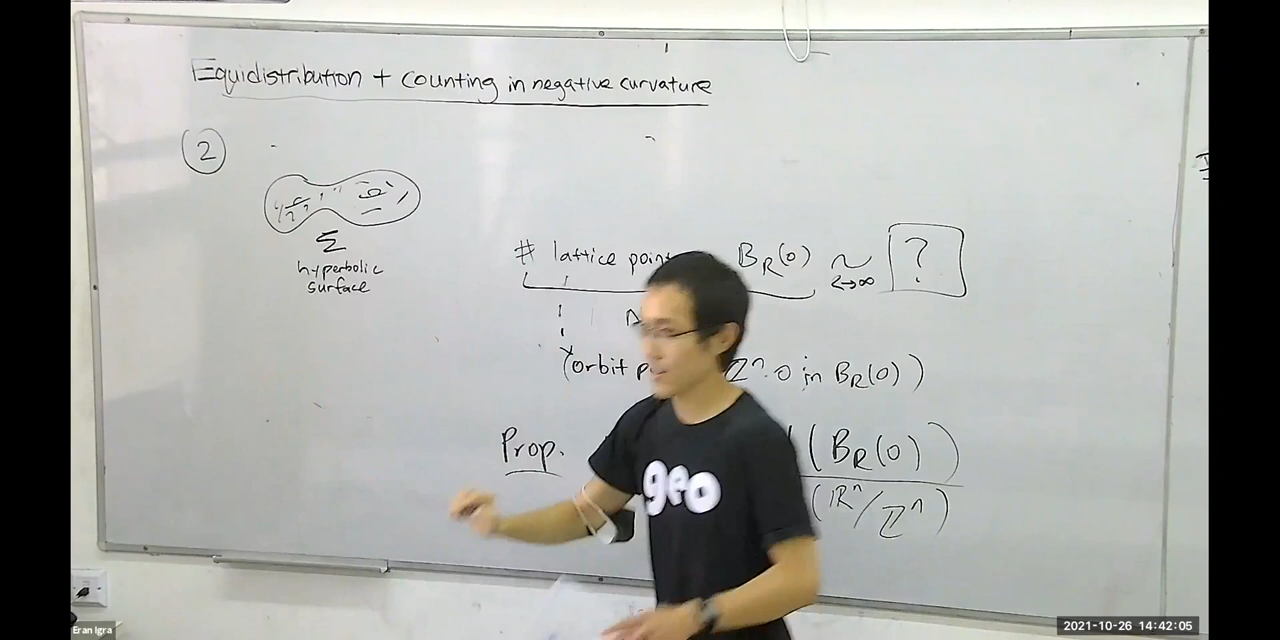 Equidistribution + counting in negative curvature
②
Σ
hyperbolic
surface
# lattice B_R(0) ~ ?
R→∞
(orbit ℤⁿ·0 in B_R(0))
Prop. (B_R(0))
(ℝⁿ/ℤⁿ)
geo
Eran Igra
2021-10-26 14:42:05